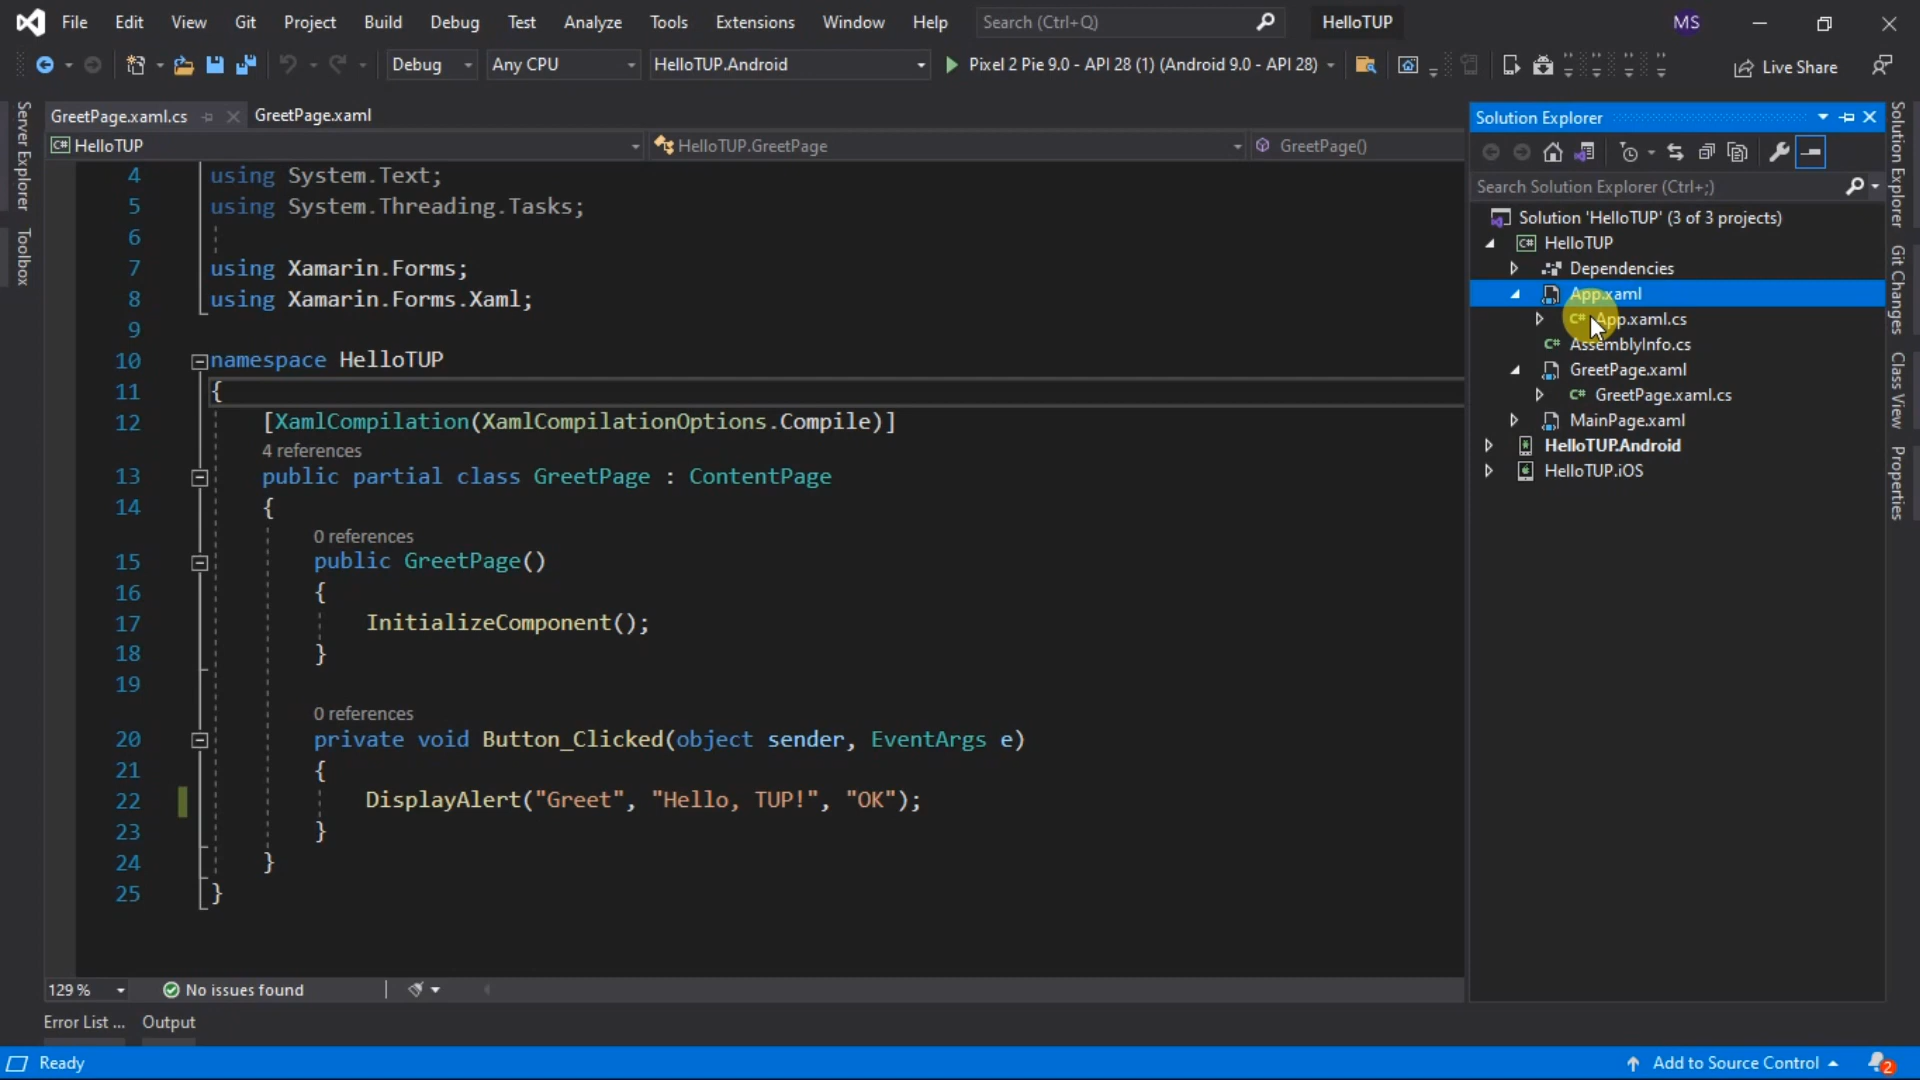 File Edit View Git Project Build Debug Test Analyze Tools Extensions Window Help Search (Ctrl+Q) HelloTUP MS
Debug Any CPU HelloTUP.Android Pixel 2 Pie 9.0 - API 28 (1) (Android 9.0 - API 28) Live Share
Server Explorer
Toolbox
GreetPage.xaml.cs GreetPage.xaml
C# HelloTUP HelloTUP.GreetPage GreetPage()
4 using System.Text;
5 using System.Threading.Tasks;
6
7 using Xamarin.Forms;
8 using Xamarin.Forms.Xaml;
9
10 namespace HelloTUP
11 {
12 [XamlCompilation(XamlCompilationOptions.Compile)]
4 references
13 public partial class GreetPage : ContentPage
14 {
0 references
15 public GreetPage()
16 {
17 InitializeComponent();
18 }
19
0 references
20 private void Button_Clicked(object sender, EventArgs e)
21 {
22 DisplayAlert("Greet", "Hello, TUP!", "OK");
23 }
24 }
25 }
129 % No issues found
Error List ... Output
Ready Add to Source Control 2
Solution Explorer
Search Solution Explorer (Ctrl+;)
Solution 'HelloTUP' (3 of 3 projects)
C# HelloTUP
Dependencies
App.xaml
C# App.xaml.cs
C# AssemblyInfo.cs
GreetPage.xaml
C# GreetPage.xaml.cs
MainPage.xaml
HelloTUP.Android
HelloTUP.iOS
Solution Explorer
Git Changes
Class View
Properties